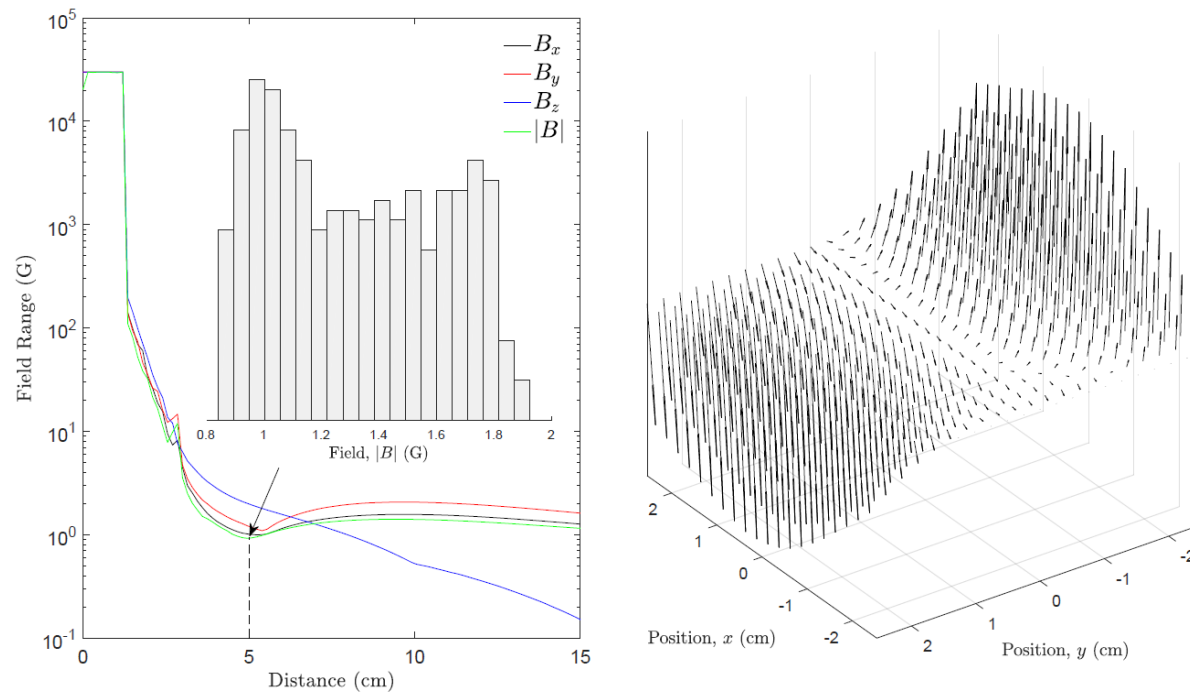 10^5
10^4
10^3
10^2
10^1
10^0
10^-1
Field Range (G)
B_x
B_y
B_z
|B|
0.8 1 1.2 1.4 1.6 1.8 2
Field, |B| (G)
0 5 10 15
Distance (cm)
2
1
0
-1
-2
Position, x (cm)
2
1
0
-1
-2
Position, y (cm)